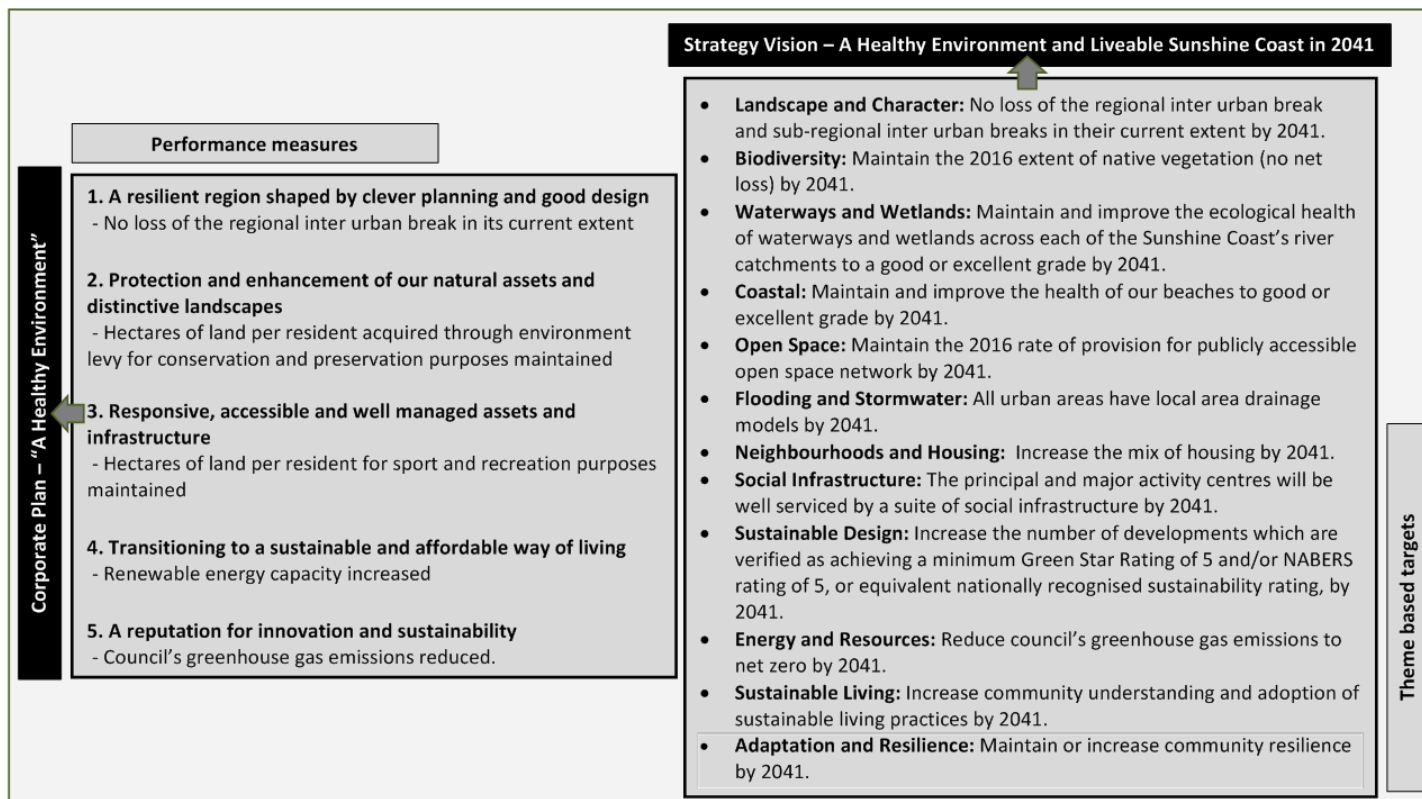 Strategy Vision – A Healthy Environment and Liveable Sunshine Coast in 2041
Performance measures
Corporate Plan – “A Healthy Environment”
1. A resilient region shaped by clever planning and good design
- No loss of the regional inter urban break in its current extent
2. Protection and enhancement of our natural assets and
distinctive landscapes
- Hectares of land per resident acquired through environment
levy for conservation and preservation purposes maintained
3. Responsive, accessible and well managed assets and
infrastructure
- Hectares of land per resident for sport and recreation purposes
maintained
4. Transitioning to a sustainable and affordable way of living
- Renewable energy capacity increased
5. A reputation for innovation and sustainability
- Council’s greenhouse gas emissions reduced.
• Landscape and Character: No loss of the regional inter urban break
and sub-regional inter urban breaks in their current extent by 2041.
• Biodiversity: Maintain the 2016 extent of native vegetation (no net
loss) by 2041.
• Waterways and Wetlands: Maintain and improve the ecological health
of waterways and wetlands across each of the Sunshine Coast’s river
catchments to a good or excellent grade by 2041.
• Coastal: Maintain and improve the health of our beaches to good or
excellent grade by 2041.
• Open Space: Maintain the 2016 rate of provision for publicly accessible
open space network by 2041.
• Flooding and Stormwater: All urban areas have local area drainage
models by 2041.
• Neighbourhoods and Housing: Increase the mix of housing by 2041.
• Social Infrastructure: The principal and major activity centres will be
well serviced by a suite of social infrastructure by 2041.
• Sustainable Design: Increase the number of developments which are
verified as achieving a minimum Green Star Rating of 5 and/or NABERS
rating of 5, or equivalent nationally recognised sustainability rating, by
2041.
• Energy and Resources: Reduce council’s greenhouse gas emissions to
net zero by 2041.
• Sustainable Living: Increase community understanding and adoption of
sustainable living practices by 2041.
• Adaptation and Resilience: Maintain or increase community resilience
by 2041.
Theme based targets